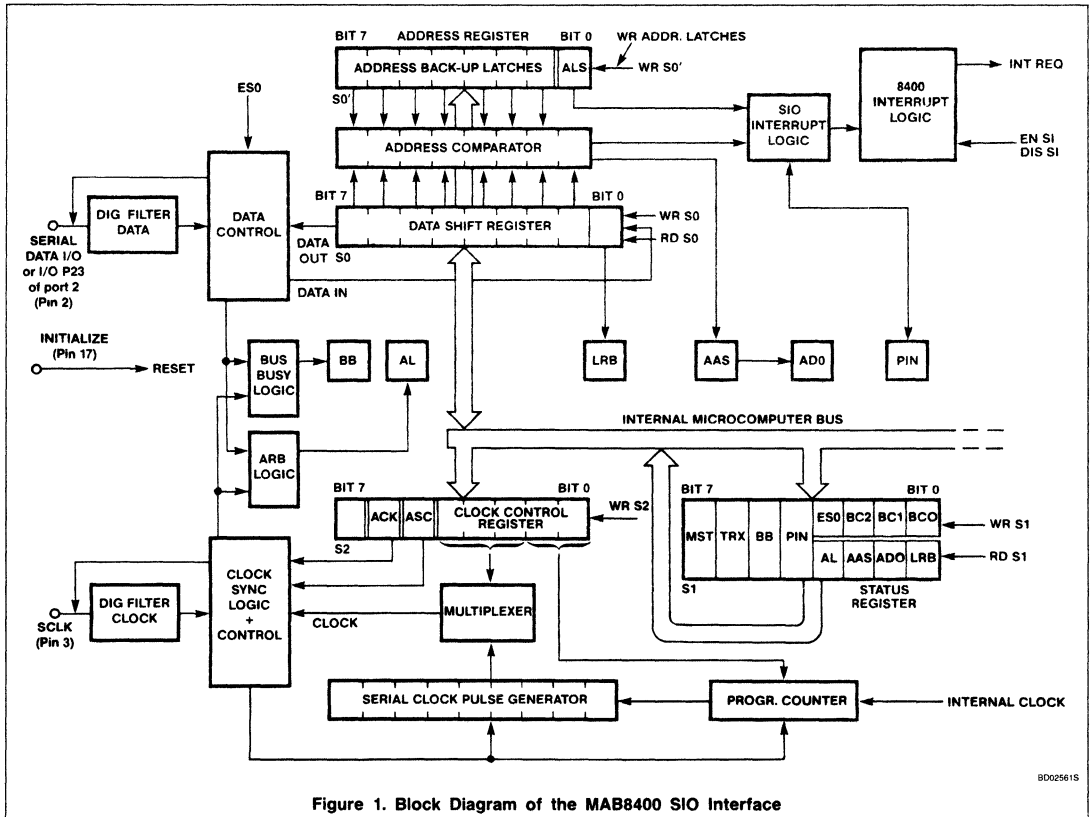 BIT 7 ADDRESS REGISTER BIT 0
WR ADDR. LATCHES
ADDRESS BACK-UP LATCHES ALS
WR S0'
INT REQ
8400
INTERRUPT
LOGIC
ES0
S0'
SIO
INTERRUPT
LOGIC
EN SI
DIS SI
ADDRESS COMPARATOR
BIT 7
BIT 0
DIG FILTER
DATA
DATA
CONTROL
DATA SHIFT REGISTER
WR S0
RD S0
SERIAL
DATA I/O
or I/O P23
of port 2
(Pin 2)
DATA
OUT
S0
DATA IN
INITIALIZE
(Pin 17)
RESET
BUS
BUSY
LOGIC
BB
AL
LRB
AAS
AD0
PIN
INTERNAL MICROCOMPUTER BUS
ARB
LOGIC
BIT 7
BIT 0
BIT 7
BIT 0
ACK ASC CLOCK CONTROL
REGISTER
WR S2
S2
MST TRX BB PIN
ES0 BC2 BC1 BCO
WR S1
AL AAS ADO LRB
RD S1
S1
STATUS
REGISTER
CLOCK
SYNC
LOGIC
+
CONTROL
DIG FILTER
CLOCK
SCLK
(Pin 3)
CLOCK
MULTIPLEXER
SERIAL CLOCK PULSE GENERATOR
PROGR. COUNTER
INTERNAL CLOCK
BD02561S
Figure 1. Block Diagram of the MAB8400 SIO Interface